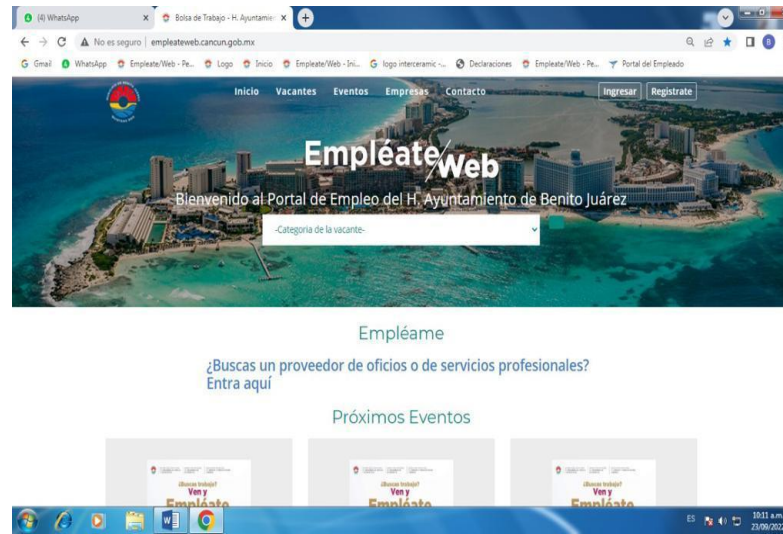 (4) WhatsApp
Bolsa de Trabajo - H. Ayuntamien
No es seguro | empleateweb.cancun.gob.mx
Gmail WhatsApp Empleate/Web - Pe... Logo Inicio Empleate/Web - Ini... logo interceramic -... Declaraciones Empleate/Web - Pe... Portal del Empleado
Inicio Vacantes Eventos Empresas Contacto Ingresar Registrate
Empléate/Web
Bienvenido al Portal de Empleo del H. Ayuntamiento de Benito Juárez
-Categoria de la vacante-
Empléame
¿Buscas un proveedor de oficios o de servicios profesionales?
Entra aquí
Próximos Eventos
¿Buscas trabajo? ¿Buscas trabajo? ¿Buscas trabajo?
Ven y Ven y Ven y
Empléate Empléate Empléate
ES 10:11 a.m.
23/09/2022